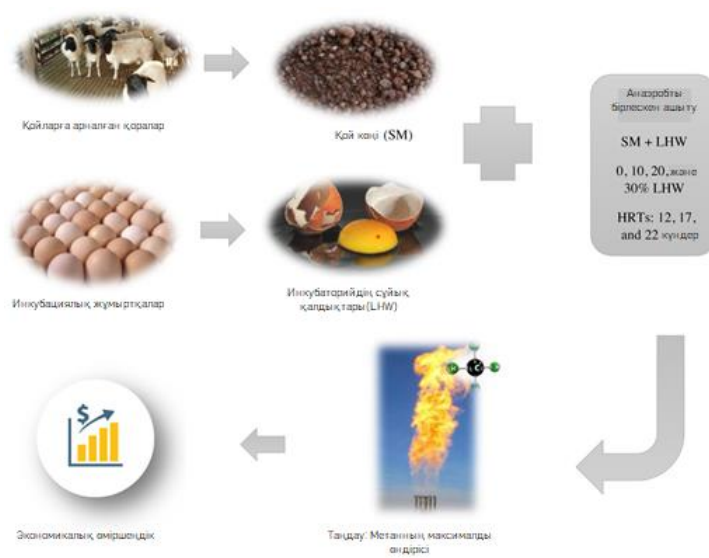 Қойларға арналған қоралар
Қой көңі (SM)
Анаэробты
бірлескен ашыту
SM + LHW
0, 10, 20,және
30% LHW
HRTs: 12, 17,
and 22 күндер
Инкубациялық жұмыртқалар
Инкубаторийдің сұйық
қалдықтары(LHW)
$
H
C
Экономикалық өміршеңдік
Таңдау: Метанның максималды
өндірісі